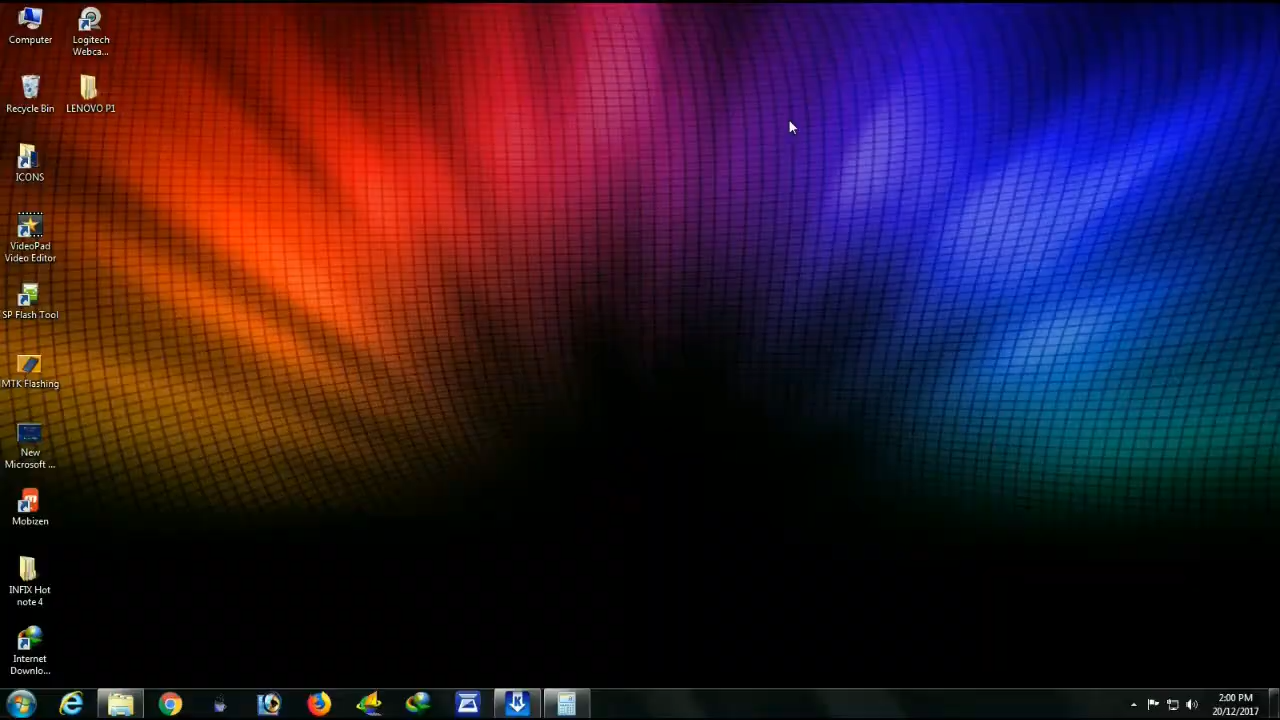 Computer
Logitech
Webca...
Recycle Bin
LENOVO P1
ICONS
VideoPad
Video Editor
SP Flash Tool
MTK Flashing
New
Microsoft ...
Mobizen
INFIX Hot
note 4
Internet
Downlo...
2:00 PM
20/12/2017